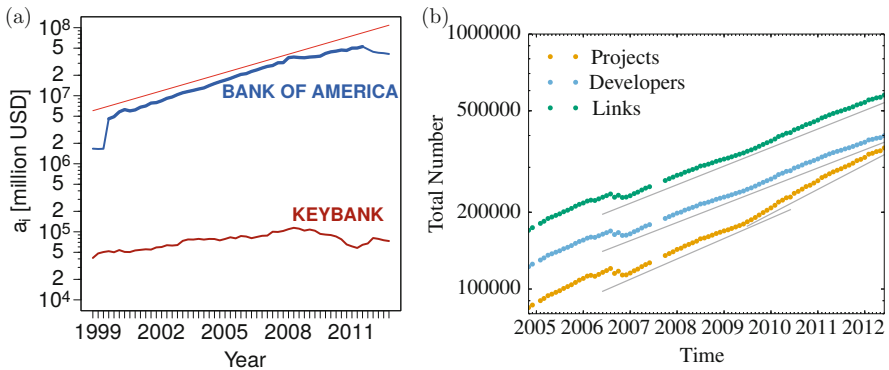 (a)
a_i [million USD]
10^8
5
2
10^7
5
2
10^6
5
2
10^5
5
2
10^4
BANK OF AMERICA
KEYBANK
1999 2002 2005 2008 2011
Year
(b)
Total Number
1000000
500000
200000
100000
Projects
Developers
Links
2005 2006 2007 2008 2009 2010 2011 2012
Time